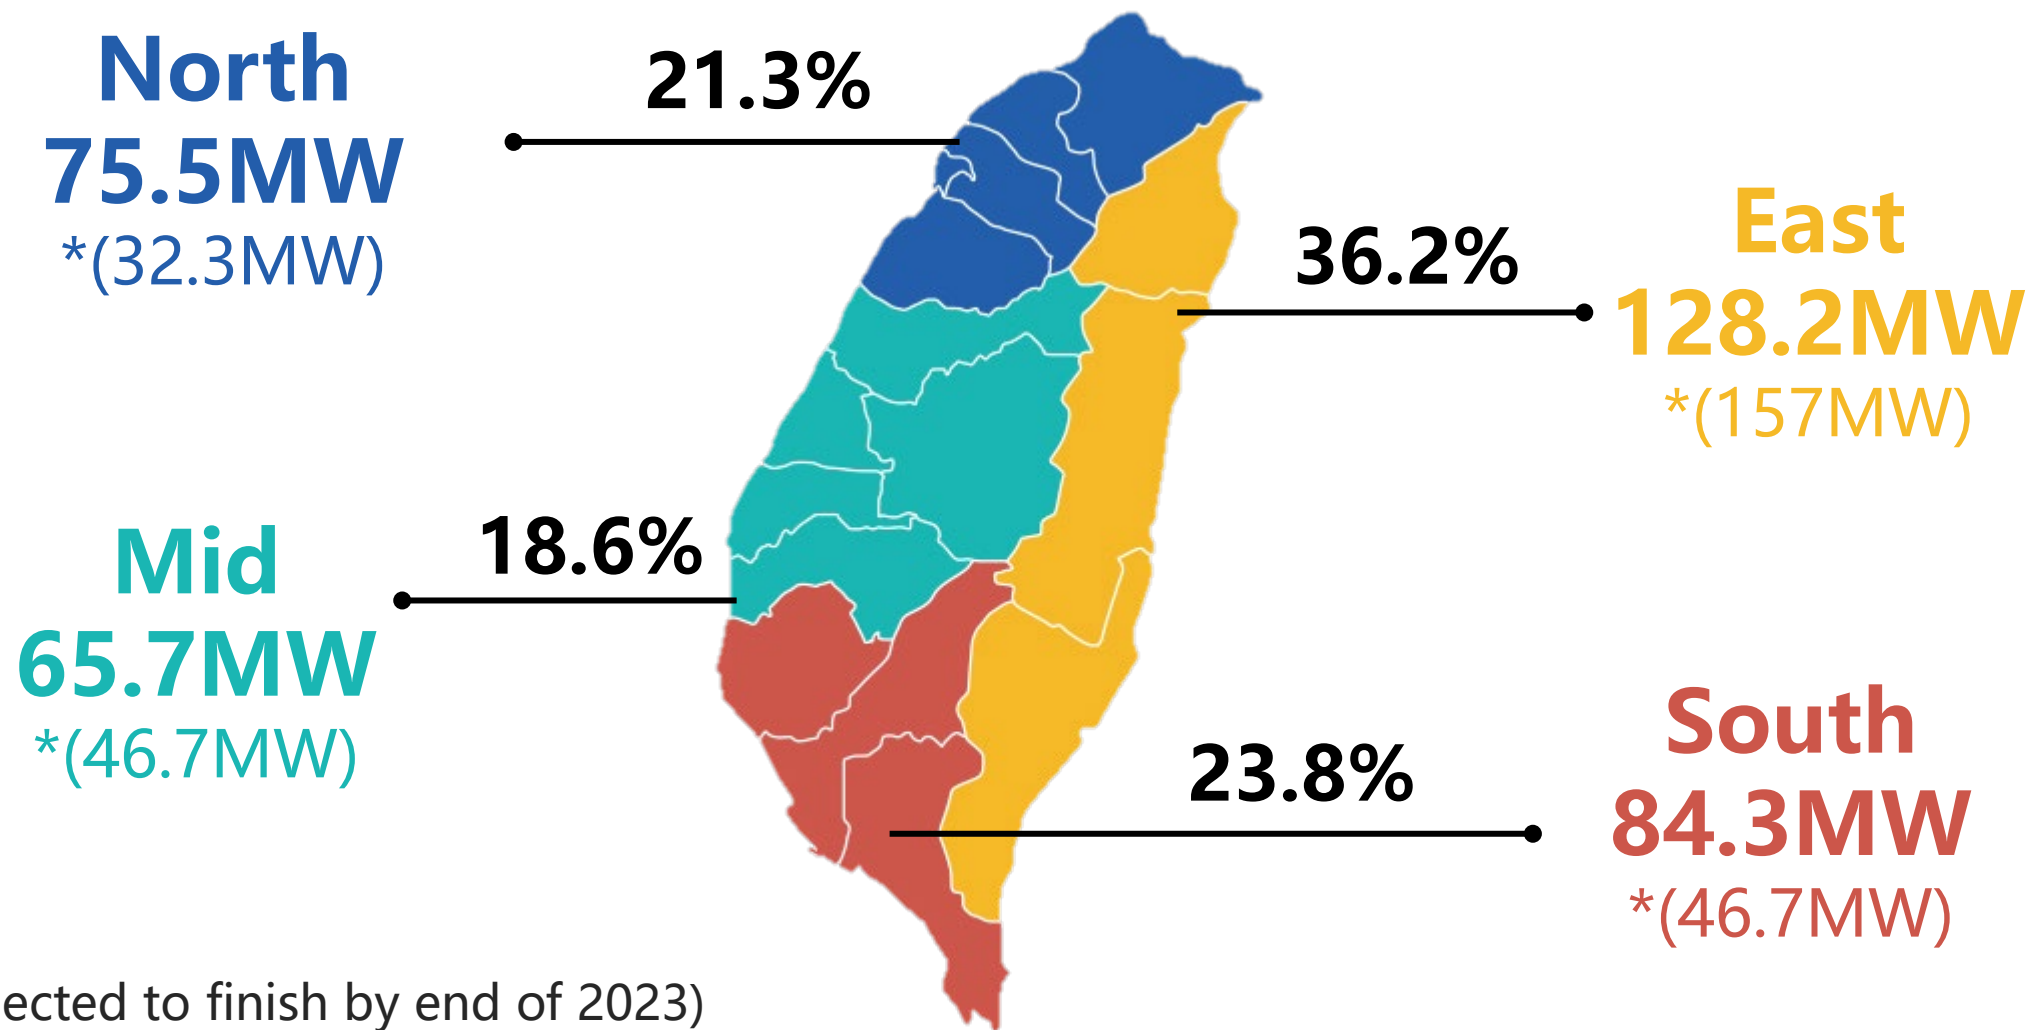 North
75.5MW
*(32.3MW)
21.3%
36.2%
East
128.2MW
*(157MW)
Mid
65.7MW
*(46.7MW)
18.6%
23.8%
South
84.3MW
*(46.7MW)
to finish by end of 2023)